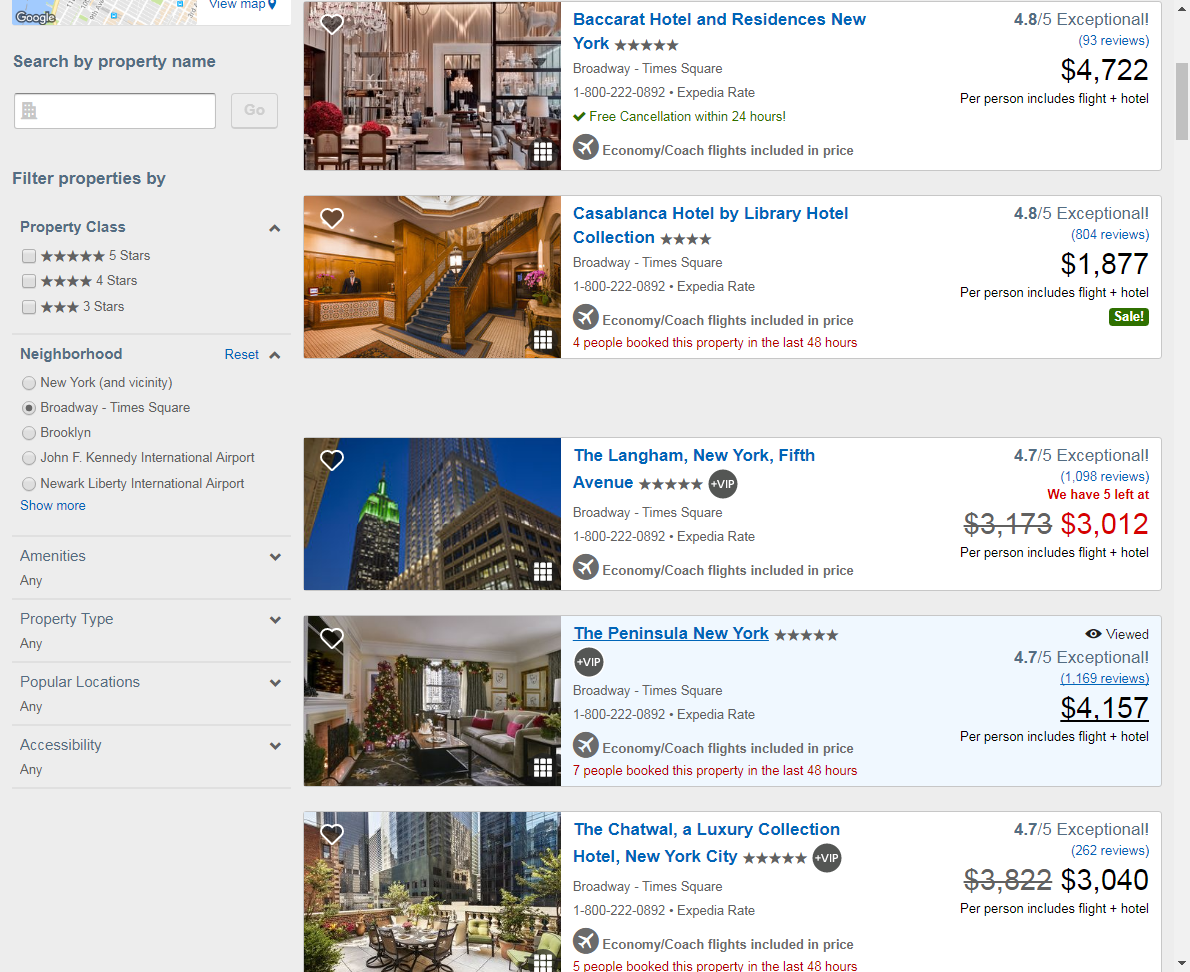 Google
View map
Search by property name
Go
Filter properties by
Property Class
5 Stars
4 Stars
3 Stars
Neighborhood Reset
New York (and vicinity)
Broadway - Times Square
Brooklyn
John F. Kennedy International Airport
Newark Liberty International Airport
Show more
Amenities
Any
Property Type
Any
Popular Locations
Any
Accessibility
Any
Baccarat Hotel and Residences New
York
Broadway - Times Square
1-800-222-0892 • Expedia Rate
Free Cancellation within 24 hours!
Economy/Coach flights included in price
4.8/5 Exceptional!
(93 reviews)
$4,722
Per person includes flight + hotel
Casablanca Hotel by Library Hotel
Collection
Broadway - Times Square
1-800-222-0892 • Expedia Rate
Economy/Coach flights included in price
4 people booked this property in the last 48 hours
4.8/5 Exceptional!
(804 reviews)
$1,877
Per person includes flight + hotel
Sale!
The Langham, New York, Fifth
Avenue +VIP
Broadway - Times Square
1-800-222-0892 • Expedia Rate
Economy/Coach flights included in price
4.7/5 Exceptional!
(1,098 reviews)
We have 5 left at
$3,173 $3,012
Per person includes flight + hotel
The Peninsula New York
+VIP
Broadway - Times Square
1-800-222-0892 • Expedia Rate
Economy/Coach flights included in price
7 people booked this property in the last 48 hours
Viewed
4.7/5 Exceptional!
(1,169 reviews)
$4,157
Per person includes flight + hotel
The Chatwal, a Luxury Collection
Hotel, New York City +VIP
Broadway - Times Square
1-800-222-0892 • Expedia Rate
Economy/Coach flights included in price
5 people booked this property in the last 48 hours
4.7/5 Exceptional!
(262 reviews)
$3,822 $3,040
Per person includes flight + hotel